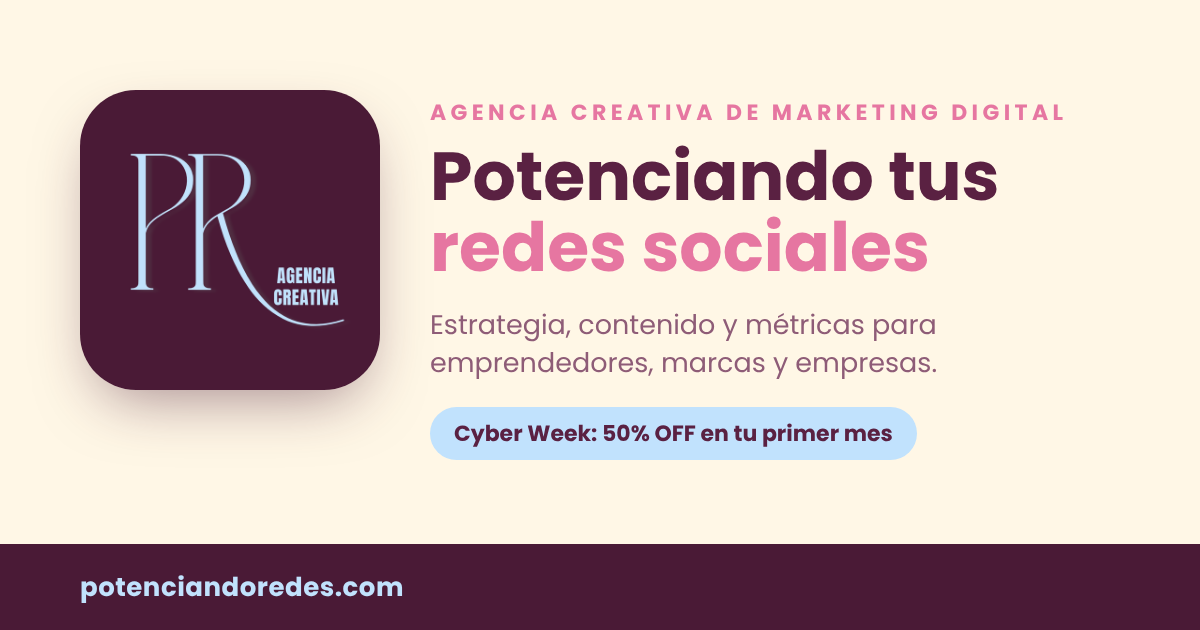 PR
AGENCIA
CREATIVA
AGENCIA CREATIVA DE MARKETING DIGITAL
Potenciando tus
redes sociales
Estrategia, contenido y métricas para
emprendedores, marcas y empresas.
Cyber Week: 50% OFF en tu primer mes
potenciandoredes.com